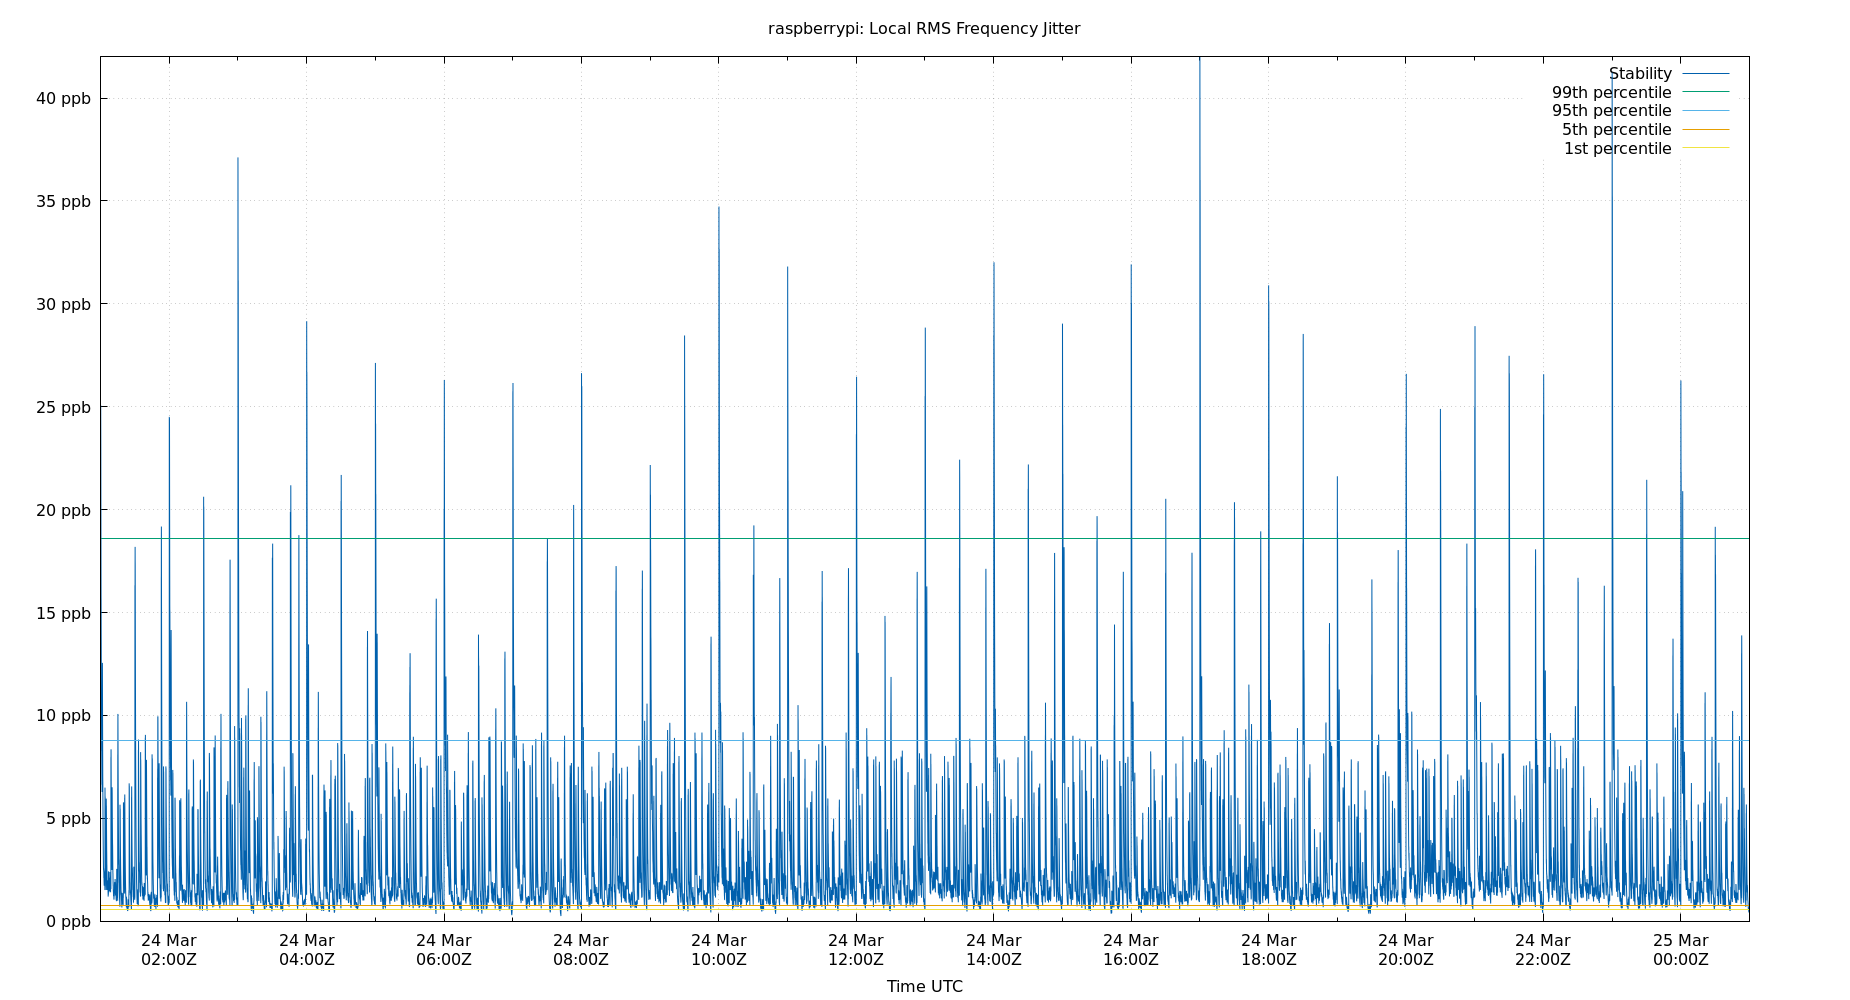 raspberrypi: Local RMS Frequency Jitter
Stability
99th percentile
95th percentile
5th percentile
1st percentile
40 ppb
35 ppb
30 ppb
25 ppb
20 ppb
15 ppb
10 ppb
5 ppb
0 ppb
24 Mar 24 Mar 24 Mar 24 Mar 24 Mar 24 Mar 24 Mar 24 Mar 24 Mar 24 Mar 24 Mar 25 Mar
02:00Z 04:00Z 06:00Z 08:00Z 10:00Z 12:00Z 14:00Z 16:00Z 18:00Z 20:00Z 22:00Z 00:00Z
Time UTC